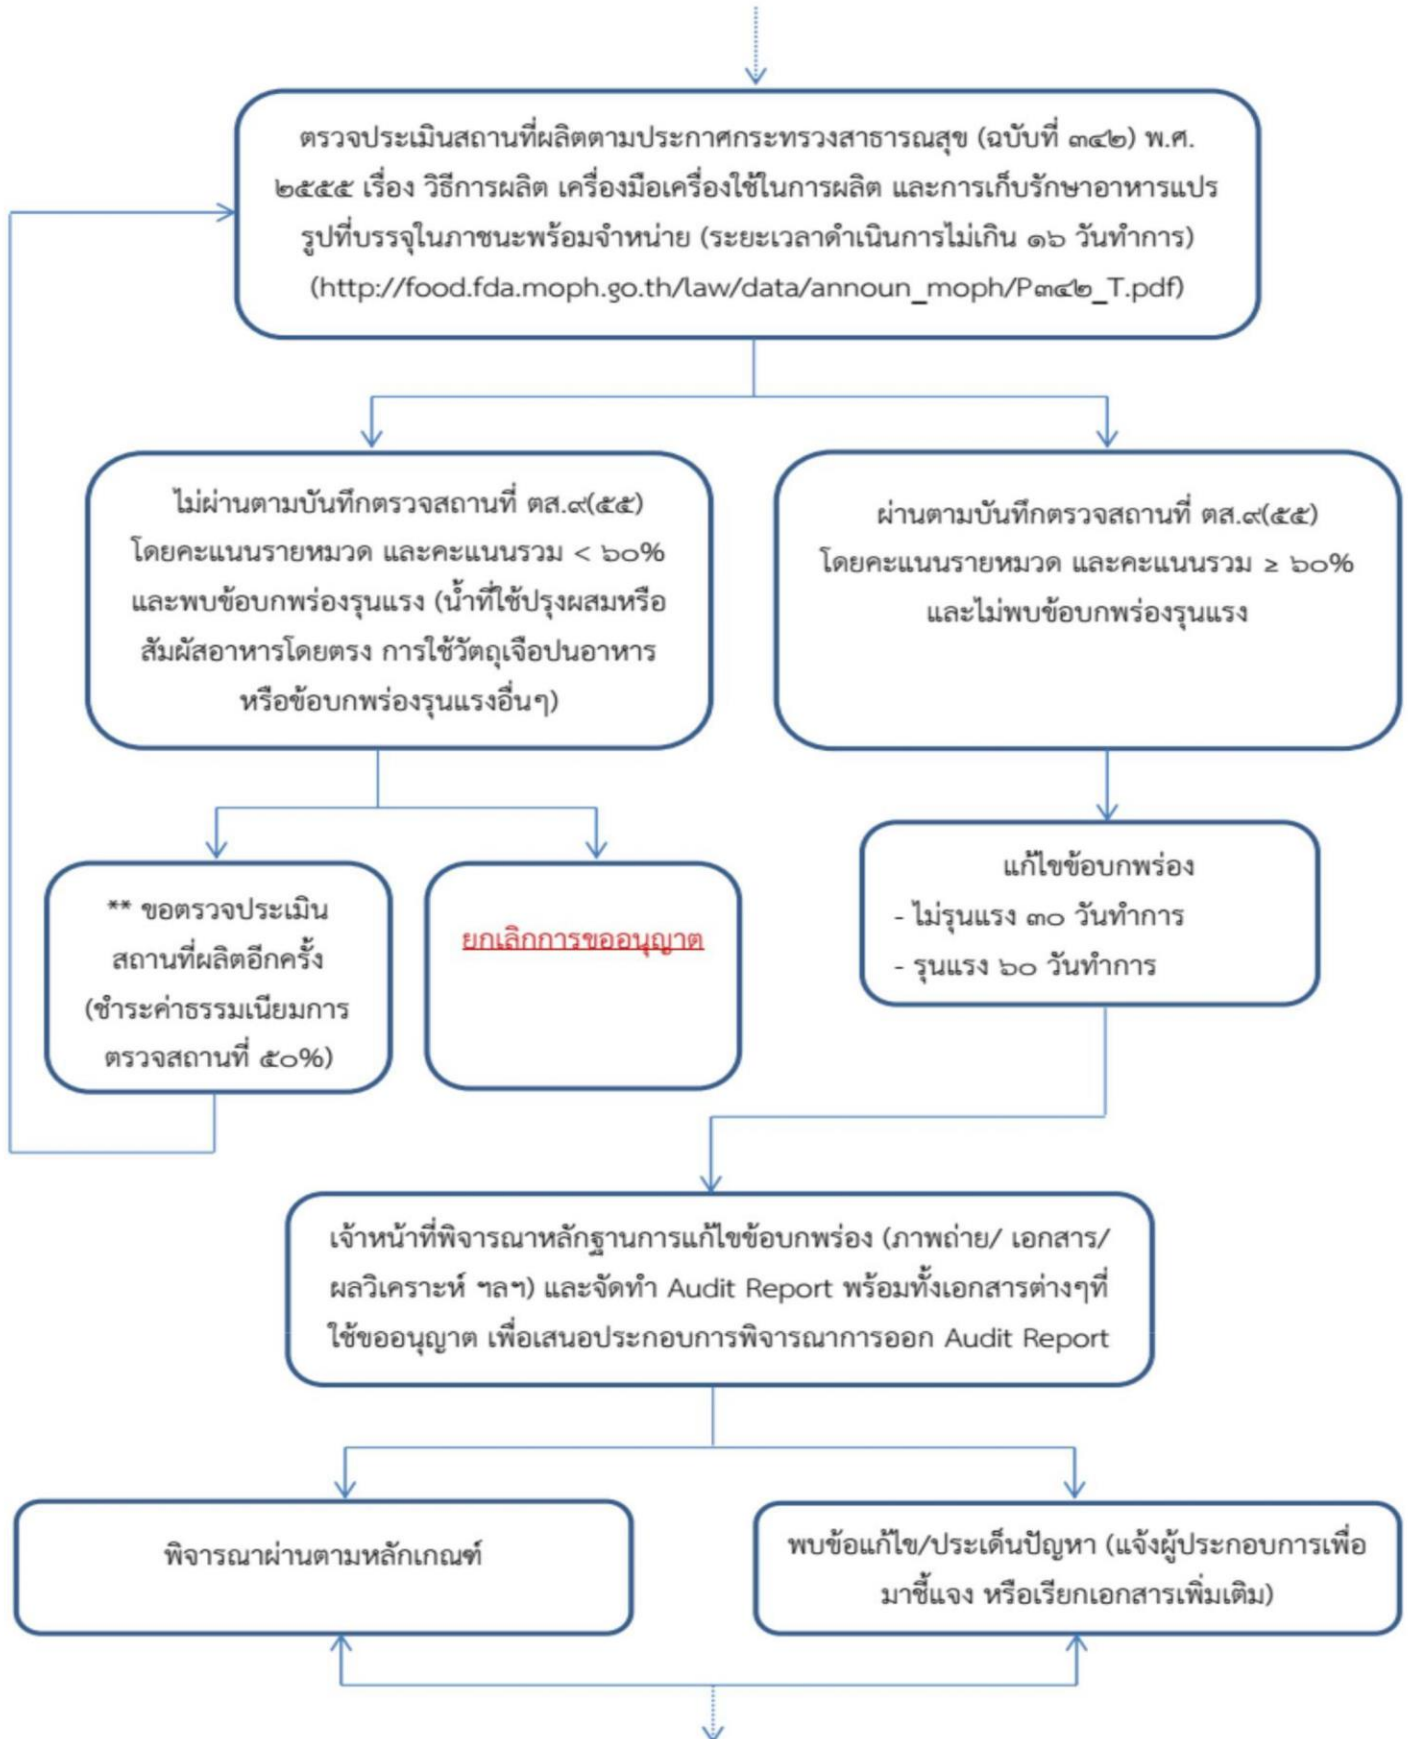 ตรวจประเมินสถานที่ผลิตตามประกาศกระทรวงสาธารณสุข (ฉบับที่ ๓๔๒) พ.ศ.
๒๕๕๕ เรื่อง วิธีการผลิต เครื่องมือเครื่องใช้ในการผลิต และการเก็บรักษาอาหารแปร
รูปที่บรรจุในภาชนะพร้อมจำหน่าย (ระยะเวลาดำเนินการไม่เกิน ๑๖ วันทำการ)
(http://food.fda.moph.go.th/law/data/announ_moph/P๓๔๒_T.pdf)
ไม่ผ่านตามบันทึกตรวจสถานที่ ตส.๙(๕๕)
โดยคะแนนรายหมวด และคะแนนรวม < ๖๐%
และพบข้อบกพร่องรุนแรง (น้ำที่ใช้ปรุงผสมหรือ
สัมผัสอาหารโดยตรง การใช้วัตถุเจือปนอาหาร
หรือข้อบกพร่องรุนแรงอื่นๆ)
ผ่านตามบันทึกตรวจสถานที่ ตส.๙(๕๕)
โดยคะแนนรายหมวด และคะแนนรวม ≥ ๖๐%
และไม่พบข้อบกพร่องรุนแรง
** ขอตรวจประเมิน
สถานที่ผลิตอีกครั้ง
(ชำระค่าธรรมเนียมการ
ตรวจสถานที่ ๕๐%)
ยกเลิกการขออนุญาต
แก้ไขข้อบกพร่อง
- ไม่รุนแรง ๓๐ วันทำการ
- รุนแรง ๖๐ วันทำการ
เจ้าหน้าที่พิจารณาหลักฐานการแก้ไขข้อบกพร่อง (ภาพถ่าย/ เอกสาร/
ผลวิเคราะห์ ฯลฯ) และจัดทำ Audit Report พร้อมทั้งเอกสารต่างๆที่
ใช้ขออนุญาต เพื่อเสนอประกอบการพิจารณาการออก Audit Report
พิจารณาผ่านตามหลักเกณฑ์
พบข้อแก้ไข/ประเด็นปัญหา (แจ้งผู้ประกอบการเพื่อ
มาชี้แจง หรือเรียกเอกสารเพิ่มเติม)